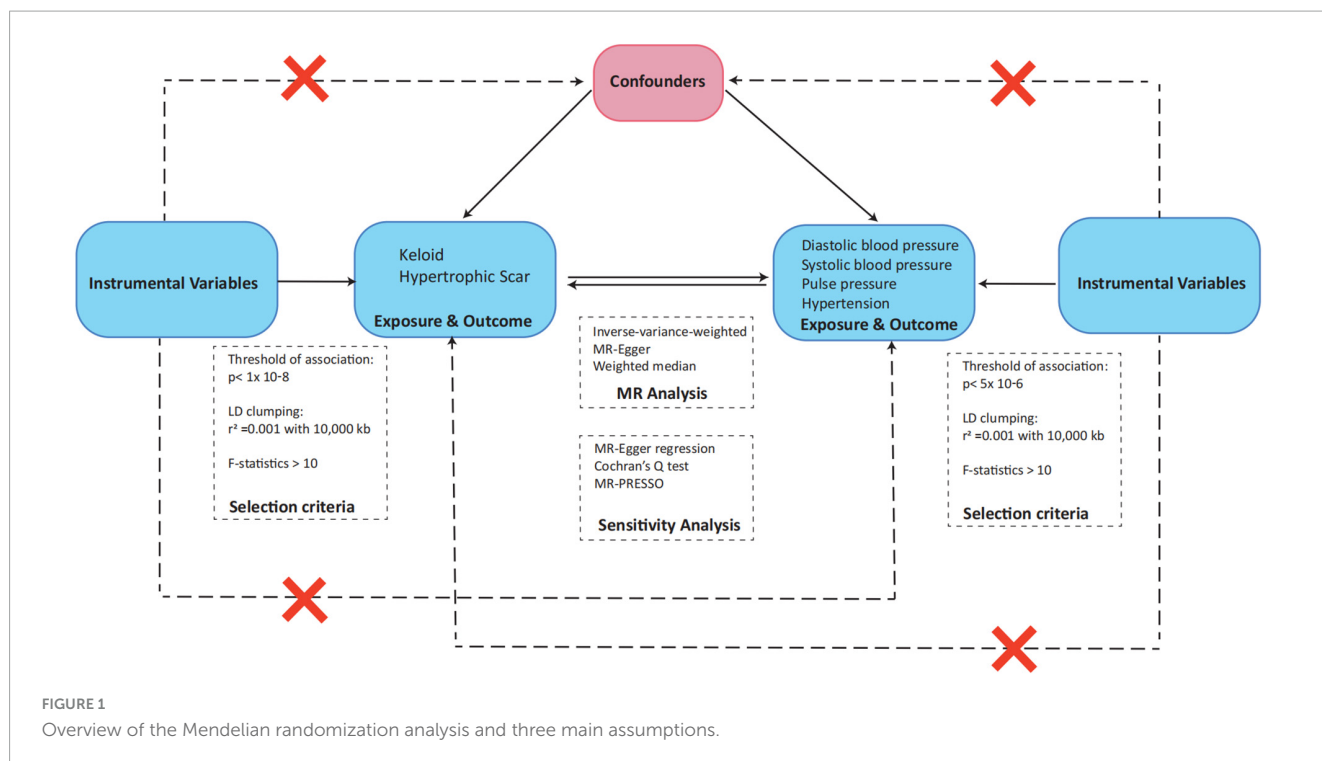 Confounders
Instrumental Variables
Keloid
Hypertrophic Scar
Exposure & Outcome
Diastolic blood pressure
Systolic blood pressure
Pulse pressure
Hypertension
Exposure & Outcome
Instrumental Variables
Threshold of association:
p< 1x 10-8
LD clumping:
r² =0.001 with 10,000 kb
F-statistics > 10
Selection criteria
Inverse-variance-weighted
MR-Egger
Weighted median
MR Analysis
MR-Egger regression
Cochran's Q test
MR-PRESSO
Sensitivity Analysis
Threshold of association:
p< 5x 10-6
LD clumping:
r² =0.001 with 10,000 kb
F-statistics > 10
Selection criteria
FIGURE 1
Overview of the Mendelian randomization analysis and three main assumptions.